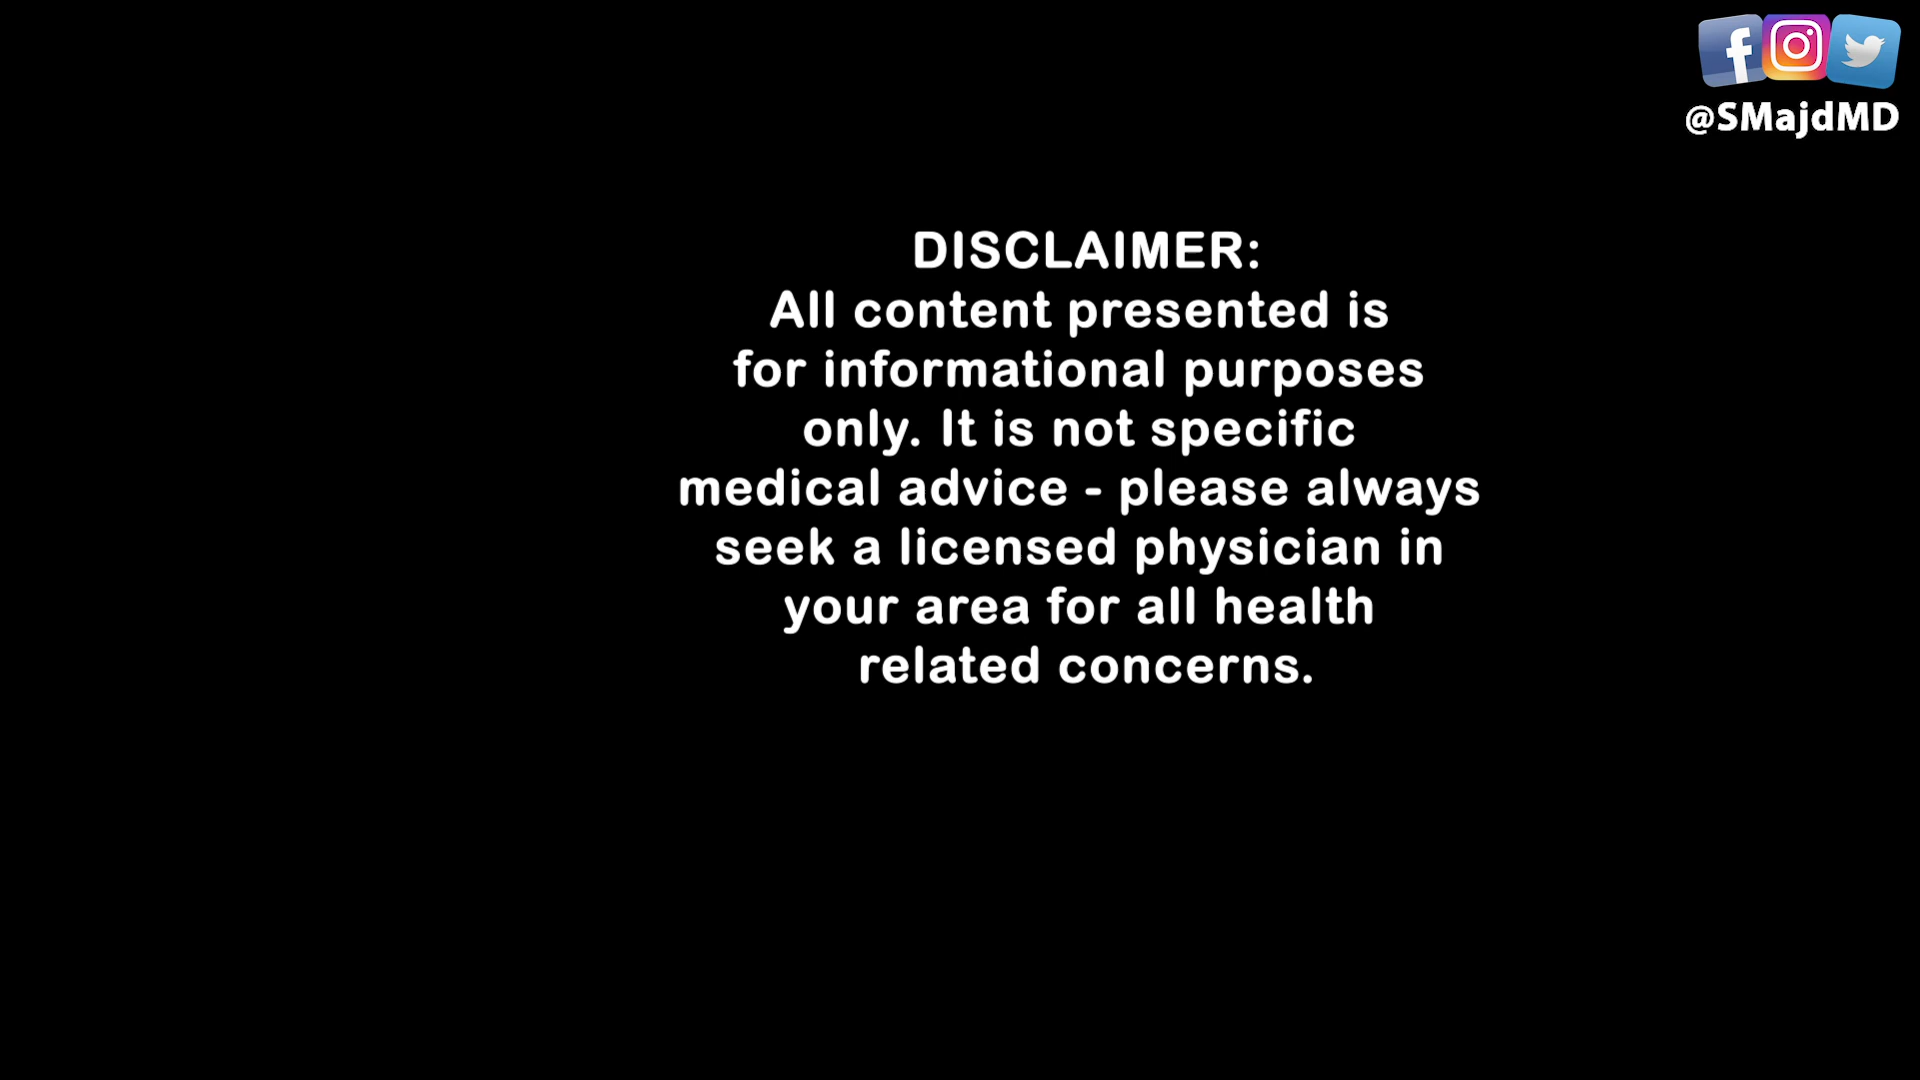 @SMajdMD
DISCLAIMER:
All content presented is
for informational purposes
only. It is not specific
medical advice - please always
seek a licensed physician in
your area for all health
related concerns.